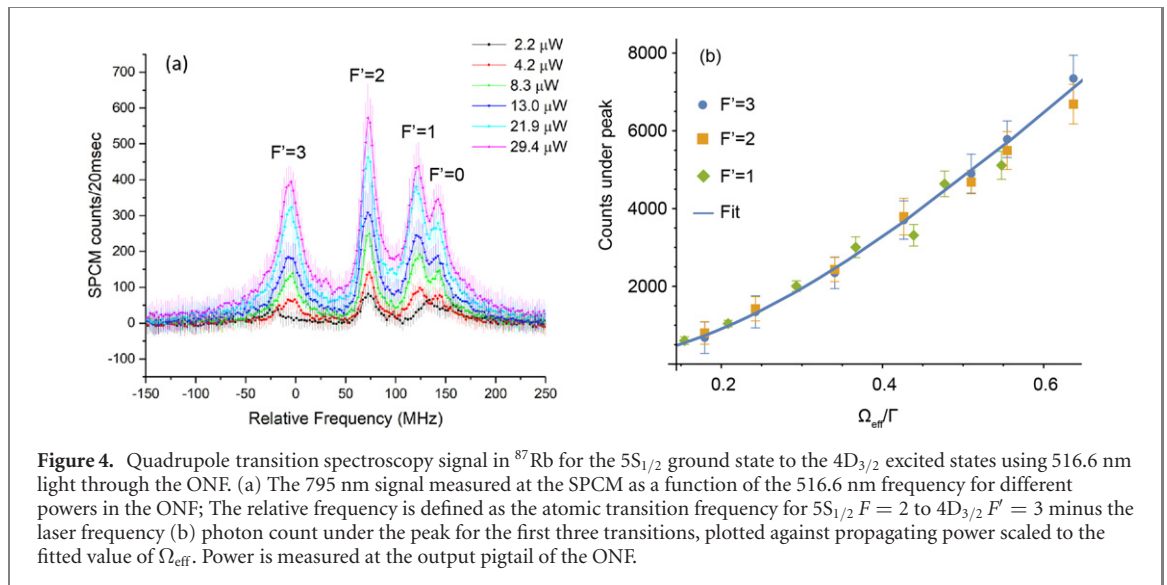 (a)
2.2 µW
4.2 µW
8.3 µW
13.0 µW
21.9 µW
29.4 µW
F'=3
F'=2
F'=1
F'=0
700
600
500
400
300
200
100
0
-100
SPCM counts/20msec
-150 -100 -50 0 50 100 150 200 250
Relative Frequency (MHz)
(b)
F'=3
F'=2
F'=1
Fit
8000
6000
4000
2000
Counts under peak
0.2 0.4 0.6
Ωeff/Γ
Figure 4. Quadrupole transition spectroscopy signal in ⁸⁷Rb for the 5S₁/₂ ground state to the 4D₃/₂ excited states using 516.6 nm
light through the ONF. (a) The 795 nm signal measured at the SPCM as a function of the 516.6 nm frequency for different
powers in the ONF; The relative frequency is defined as the atomic transition frequency for 5S₁/₂ F = 2 to 4D₃/₂ F′ = 3 minus the
laser frequency (b) photon count under the peak for the first three transitions, plotted against propagating power scaled to the
fitted value of Ωeff. Power is measured at the output pigtail of the ONF.